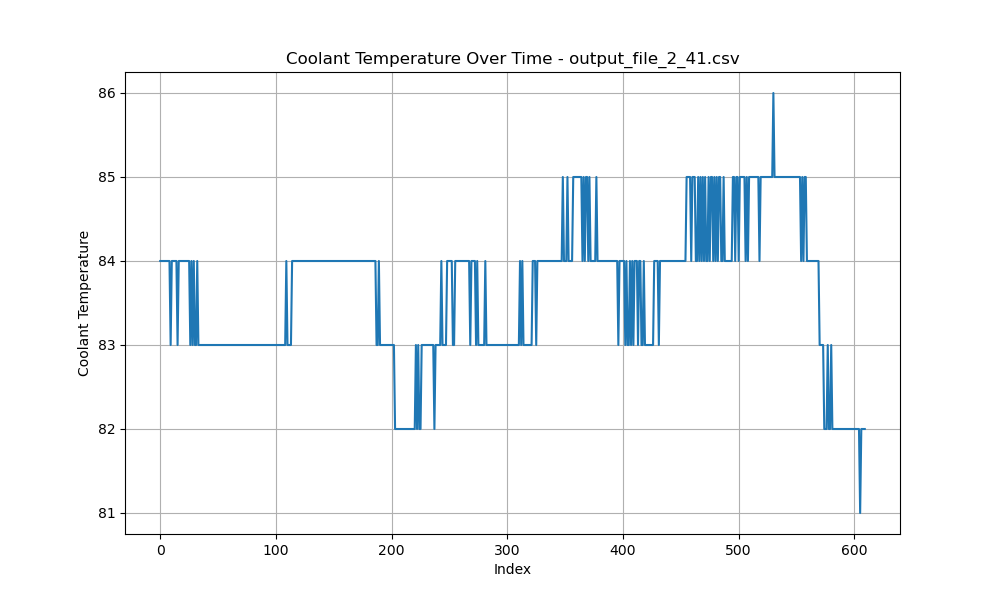 Coolant Temperature Over Time - output_file_2_41.csv
Coolant Temperature
86
85
84
83
82
81
0 100 200 300 400 500 600
Index